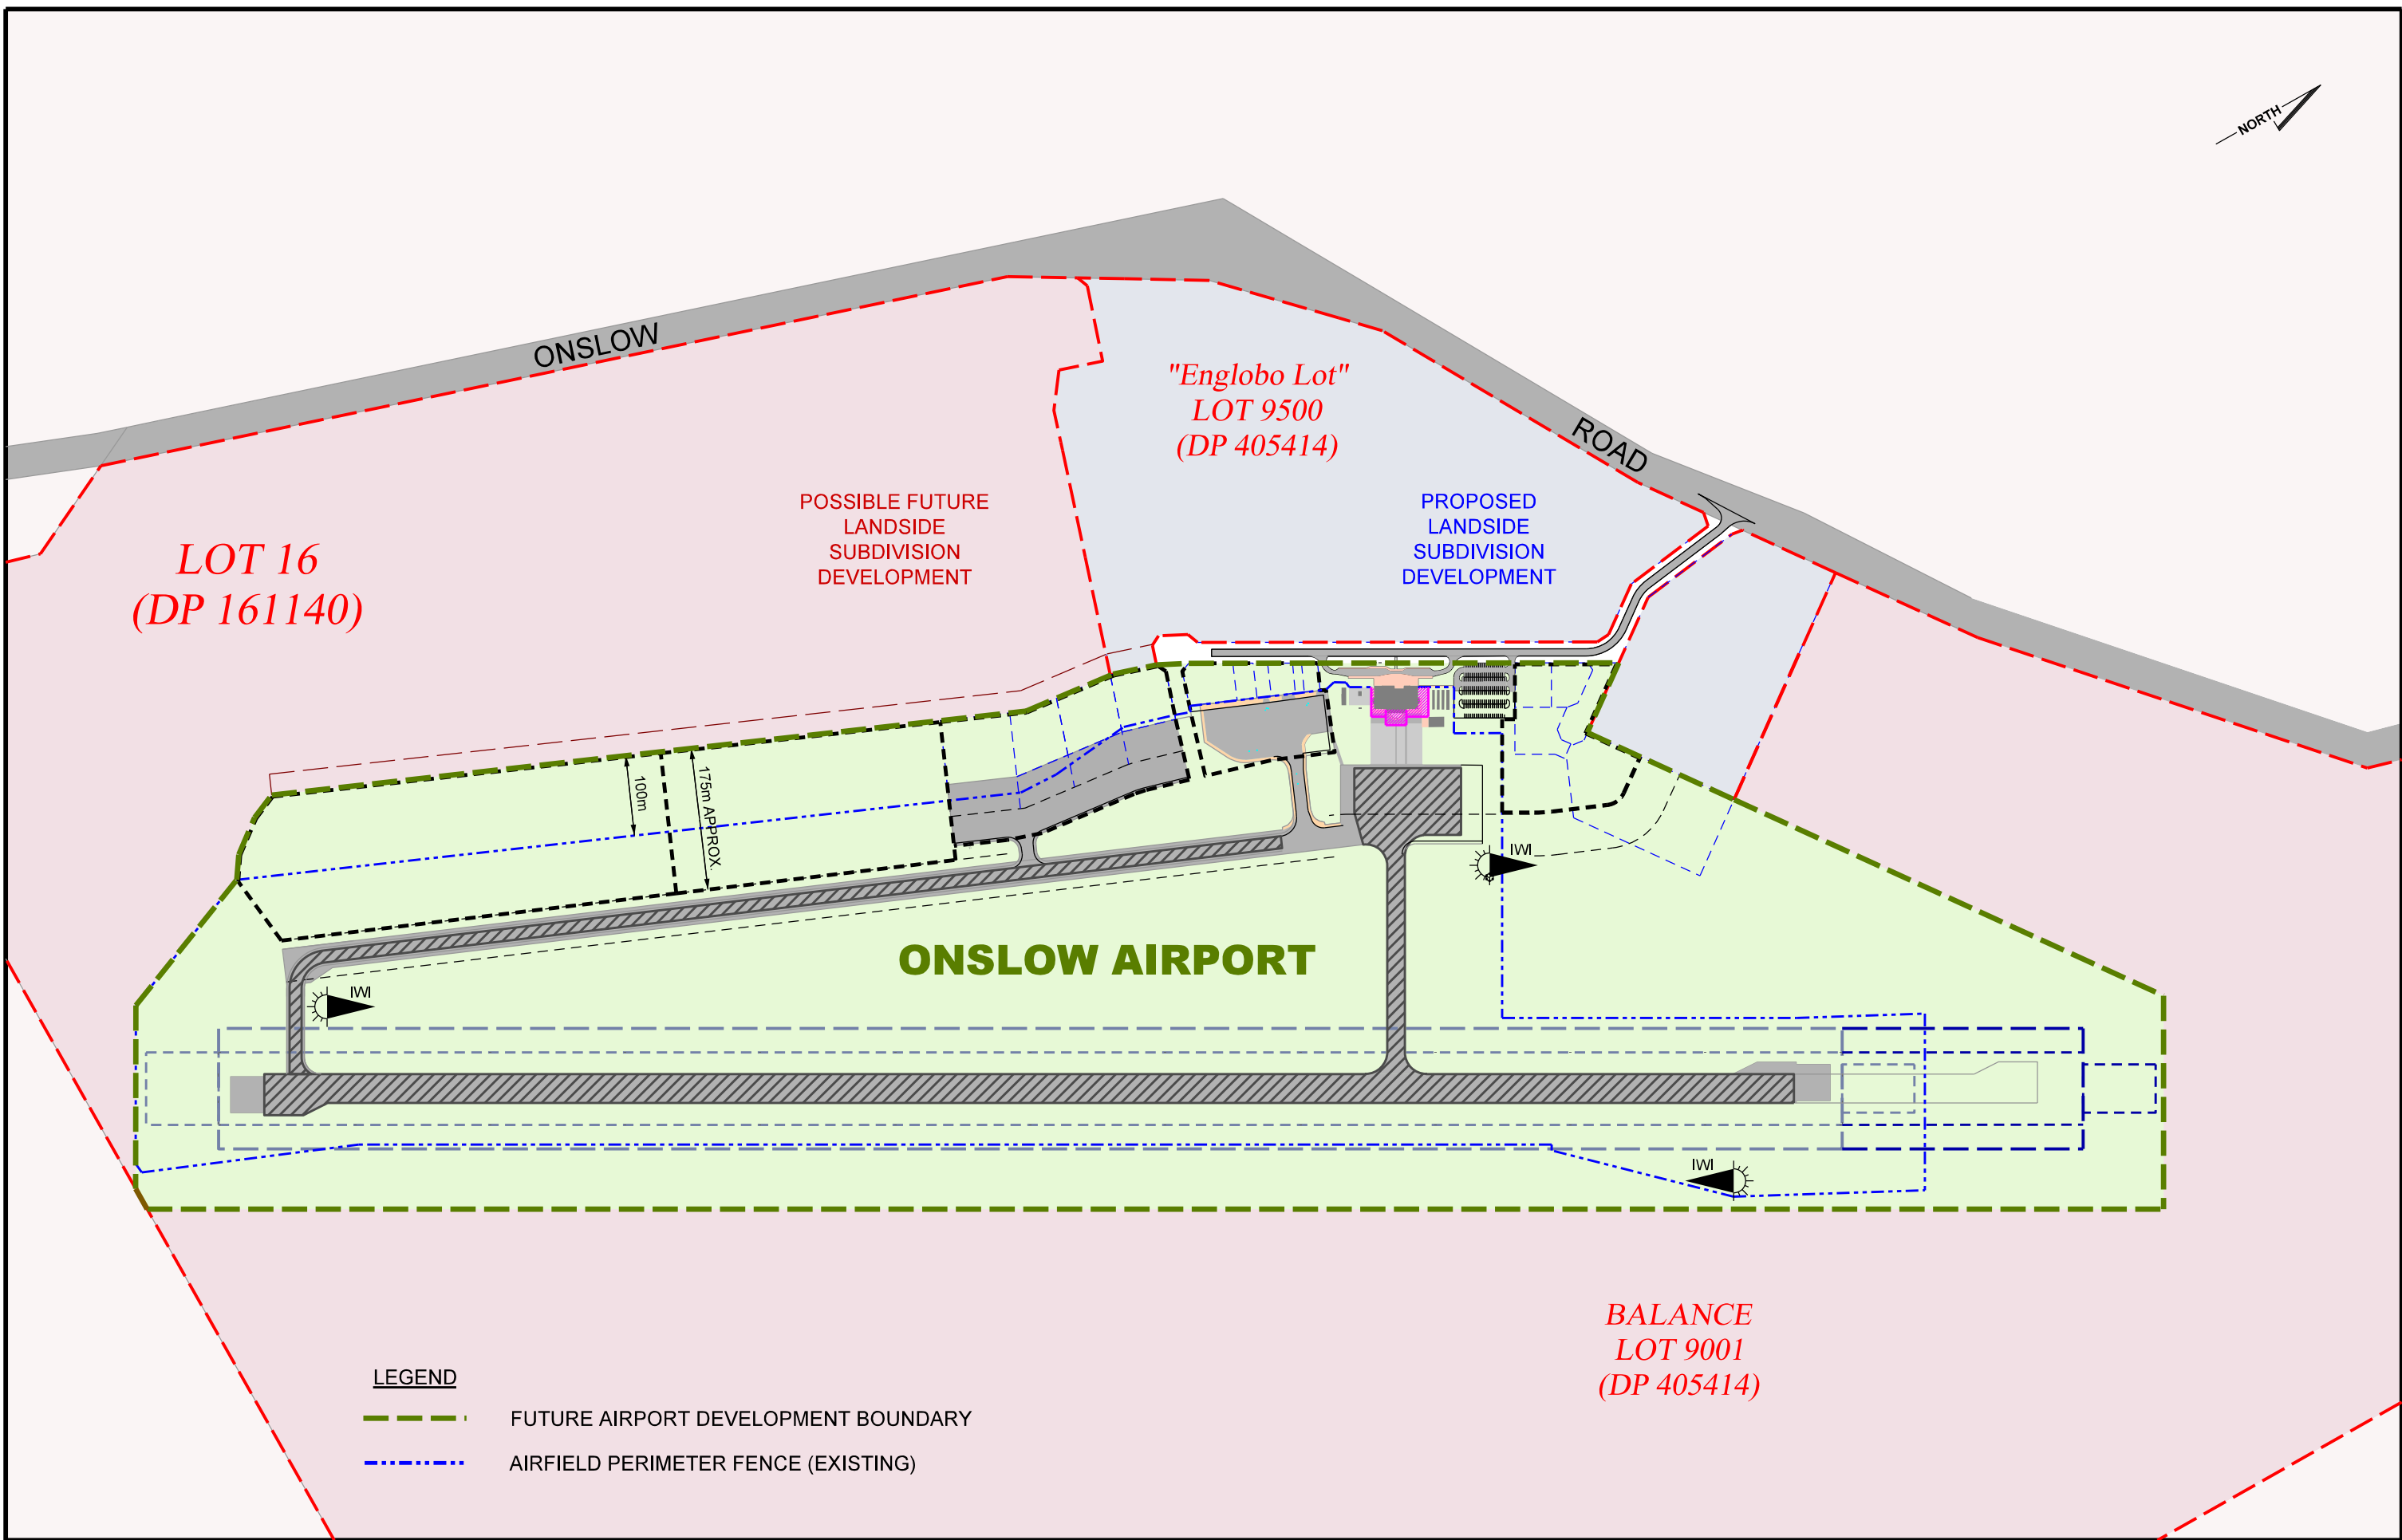 NORTH
ONSLOW
ROAD
"Englobo Lot"
LOT 9500
(DP 405414)
POSSIBLE FUTURE
LANDSIDE
SUBDIVISION
DEVELOPMENT
PROPOSED
LANDSIDE
SUBDIVISION
DEVELOPMENT
LOT 16
(DP 161140)
100m
175m APPROX.
IWI
ONSLOW AIRPORT
IWI
IWI
BALANCE
LOT 9001
(DP 405414)
LEGEND
FUTURE AIRPORT DEVELOPMENT BOUNDARY
AIRFIELD PERIMETER FENCE (EXISTING)